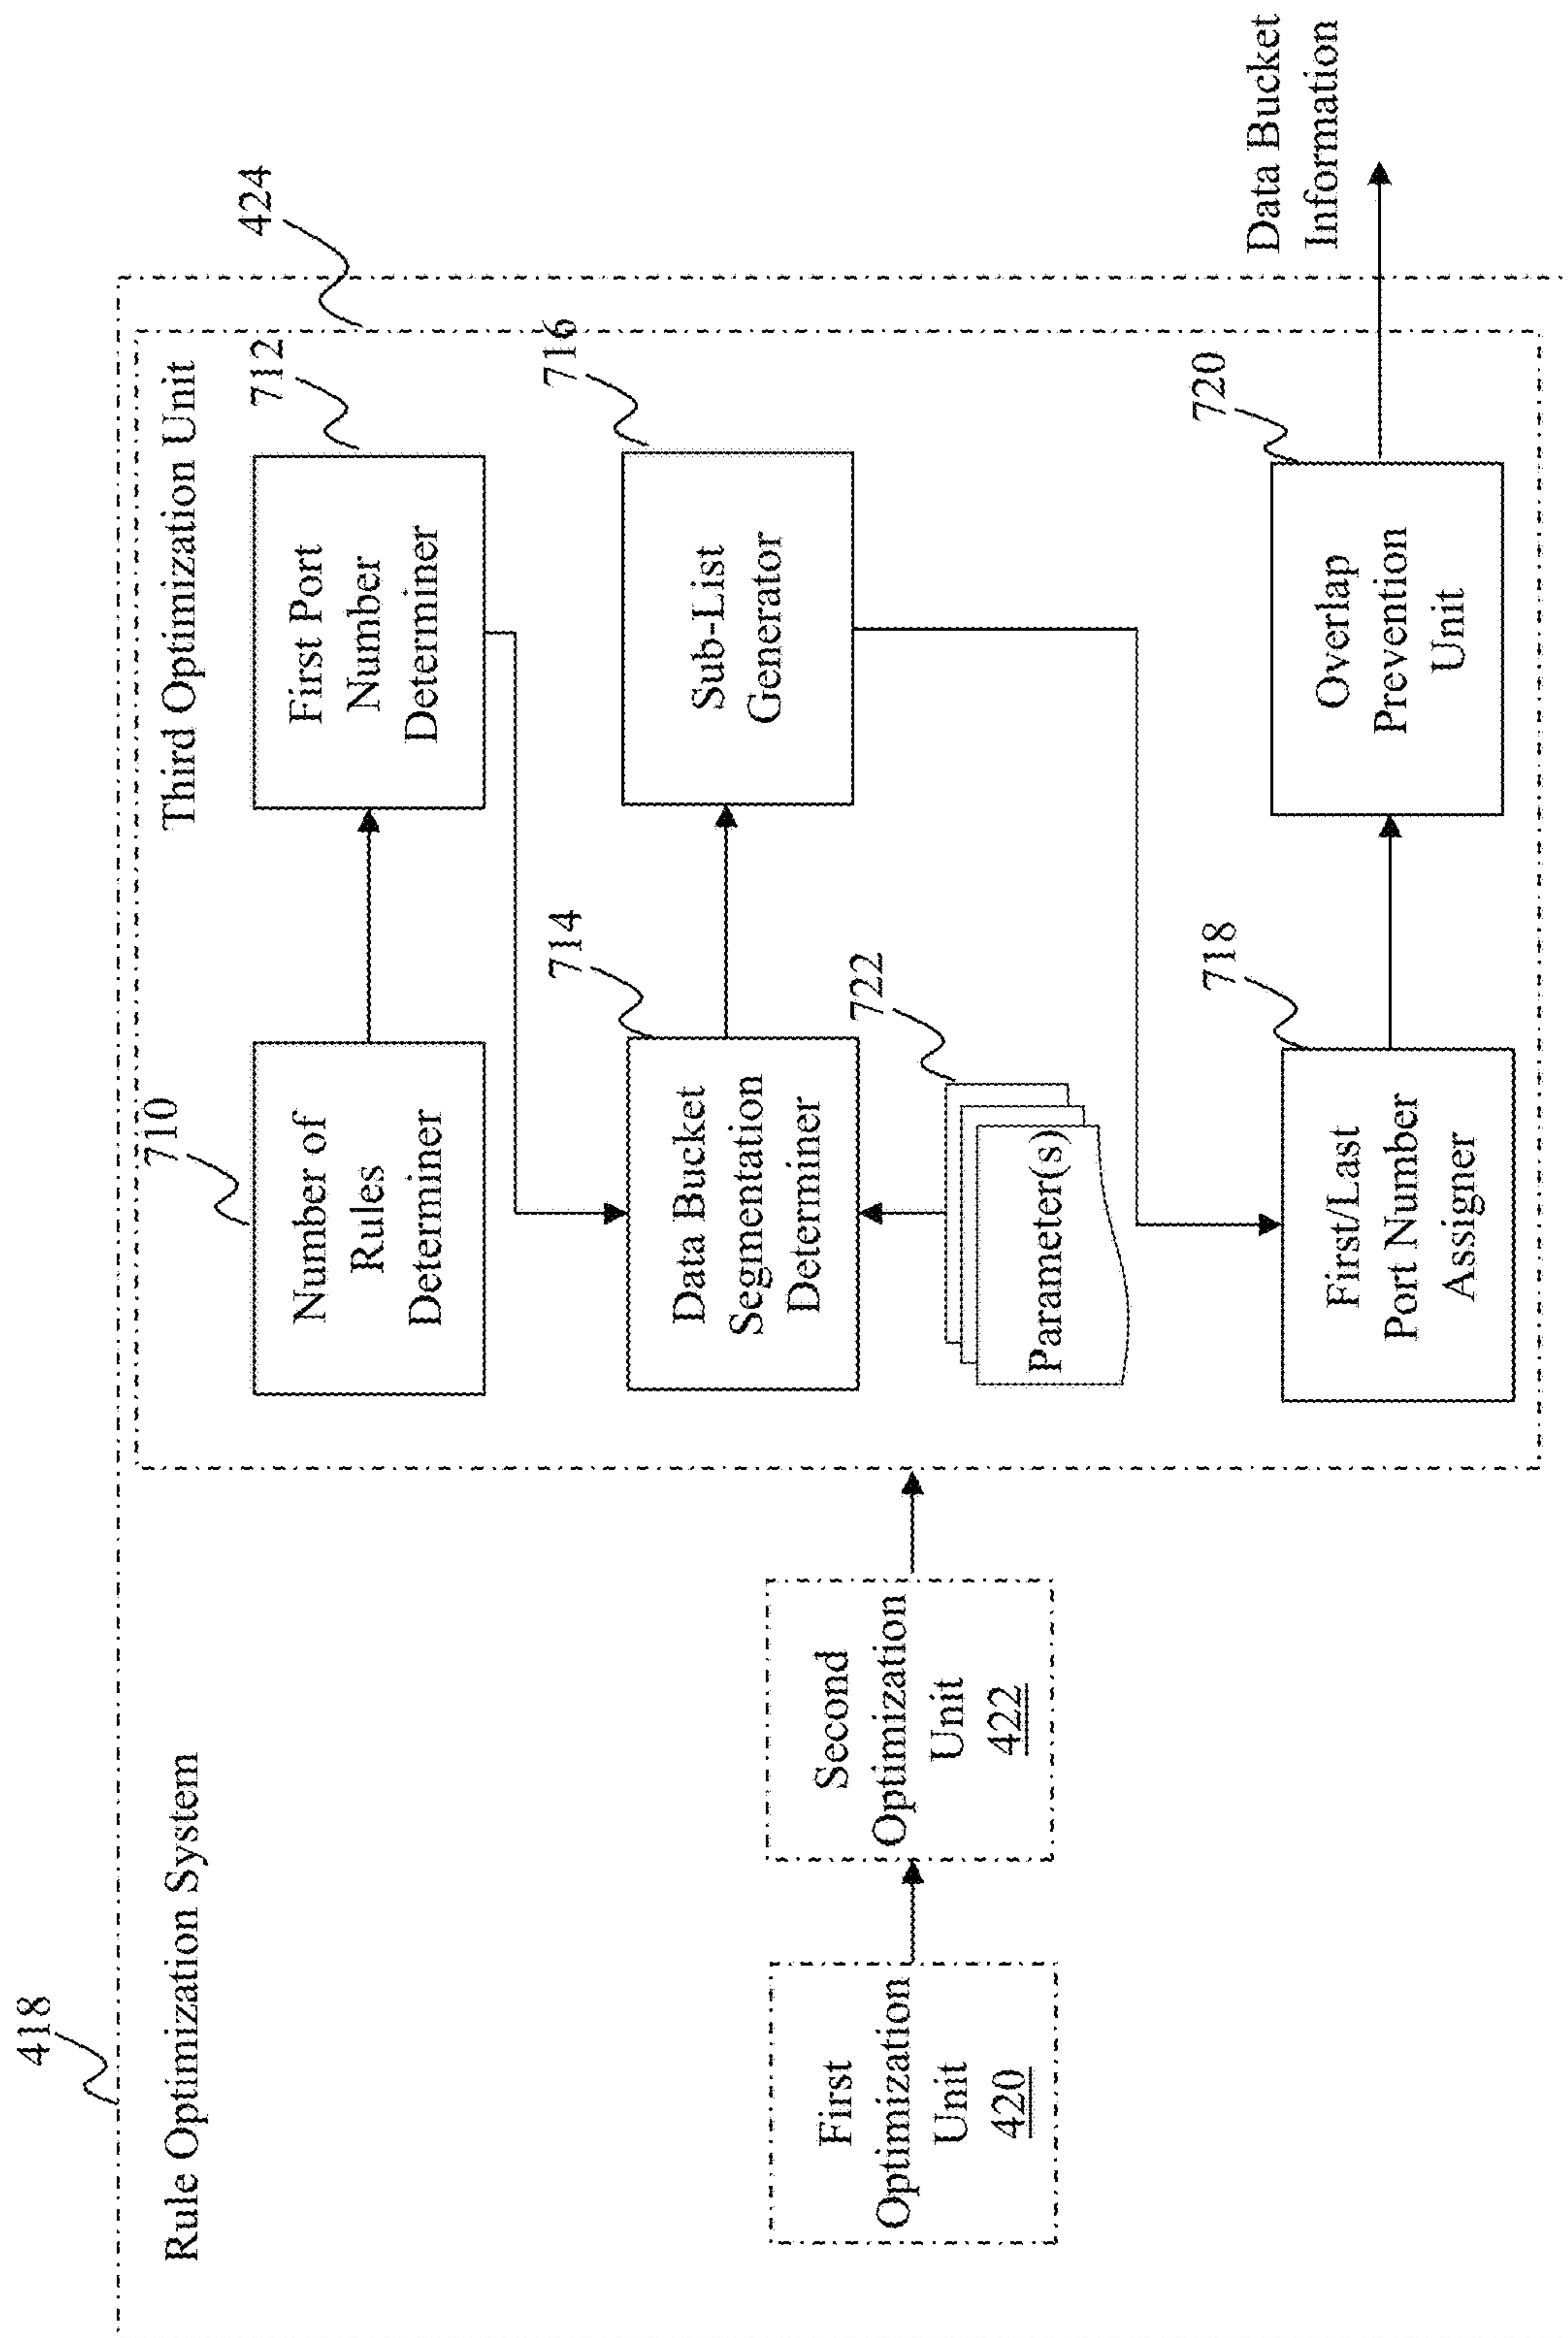 418
Rule Optimization System
First
Optimization
Unit
420
Second
Optimization
Unit
422
424
Third Optimization Unit
710
Number of
Rules
Determiner
712
First Port
Number
Determiner
714
Data Bucket
Segmentation
Determiner
716
Sub-List
Generator
722
Parameter(s)
718
First/Last
Port Number
Assigner
720
Overlap
Prevention
Unit
Data Bucket
Information